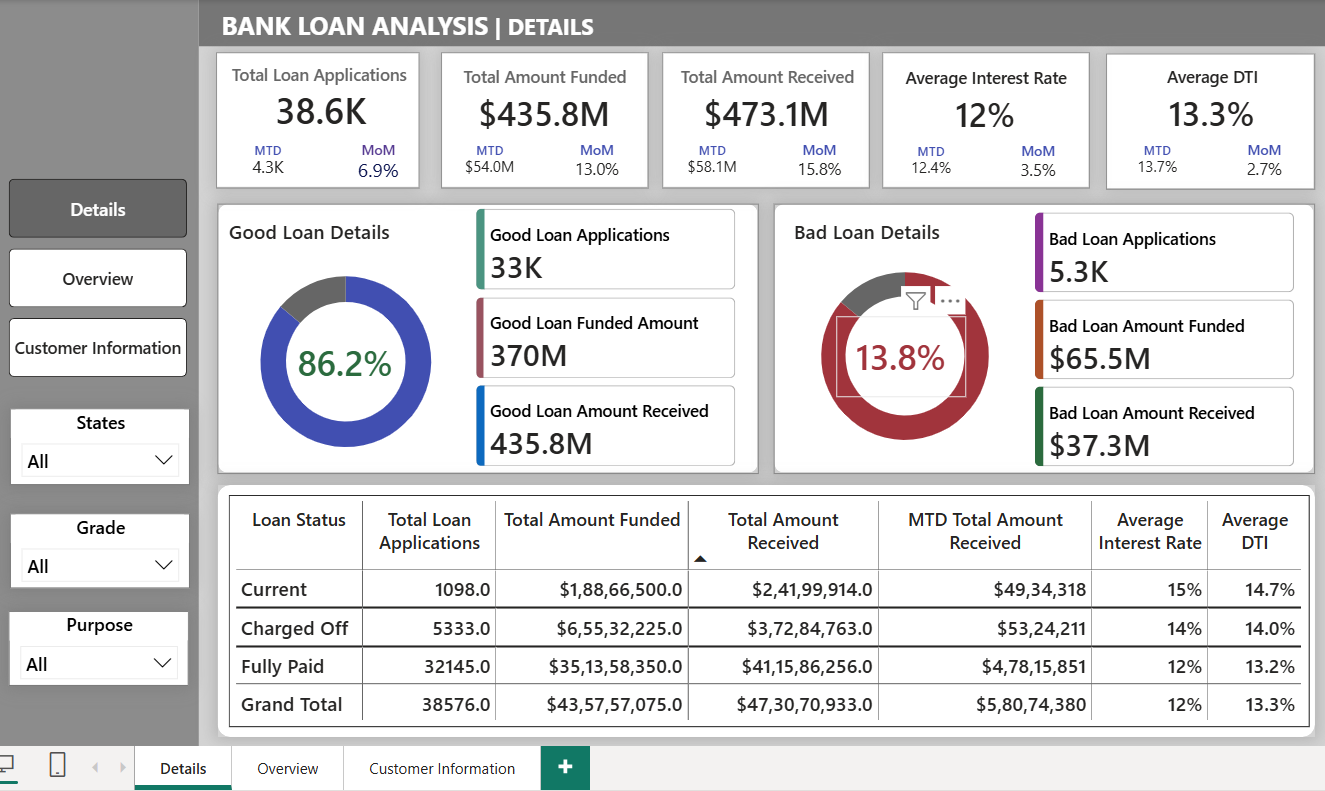 BANK LOAN ANALYSIS | DETAILS
Total Loan Applications
38.6K
MTD MoM
4.3K 6.9%
Total Amount Funded
$435.8M
MTD MoM
$54.0M 13.0%
Total Amount Received
$473.1M
MTD MoM
$58.1M 15.8%
Average Interest Rate
12%
MTD MoM
12.4% 3.5%
Average DTI
13.3%
MTD MoM
13.7% 2.7%
Details
Overview
Customer Information
States
All
Grade
All
Purpose
All
Good Loan Details
86.2%
Good Loan Applications
33K
Good Loan Funded Amount
370M
Good Loan Amount Received
435.8M
Bad Loan Details
13.8%
Bad Loan Applications
5.3K
Bad Loan Amount Funded
$65.5M
Bad Loan Amount Received
$37.3M
Loan Status Total Loan Total Amount Funded Total Amount MTD Total Amount Average Average
Applications Received Received Interest Rate DTI
Current 1098.0 $1,88,66,500.0 $2,41,99,914.0 $49,34,318 15% 14.7%
Charged Off 5333.0 $6,55,32,225.0 $3,72,84,763.0 $53,24,211 14% 14.0%
Fully Paid 32145.0 $35,13,58,350.0 $41,15,86,256.0 $4,78,15,851 12% 13.2%
Grand Total 38576.0 $43,57,57,075.0 $47,30,70,933.0 $5,80,74,380 12% 13.3%
Details Overview Customer Information +